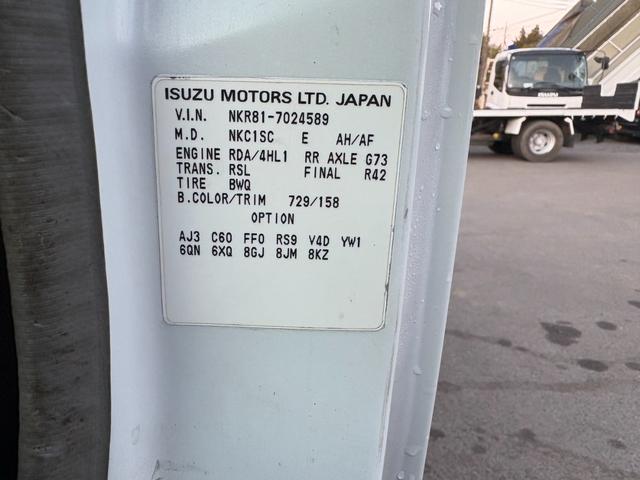 ISUZU MOTORS LTD. JAPAN
V.I.N. NKR81-7024589
M.D. NKC1SC E AH/AF
ENGINE RDA/4HL1 RR AXLE G73
TRANS. RSL FINAL R42
TIRE BWQ
B.COLOR/TRIM 729/158
OPTION
AJ3 C60 FF0 RS9 V4D YW1
6QN 6XQ 8GJ 8JM 8KZ
ISUZU